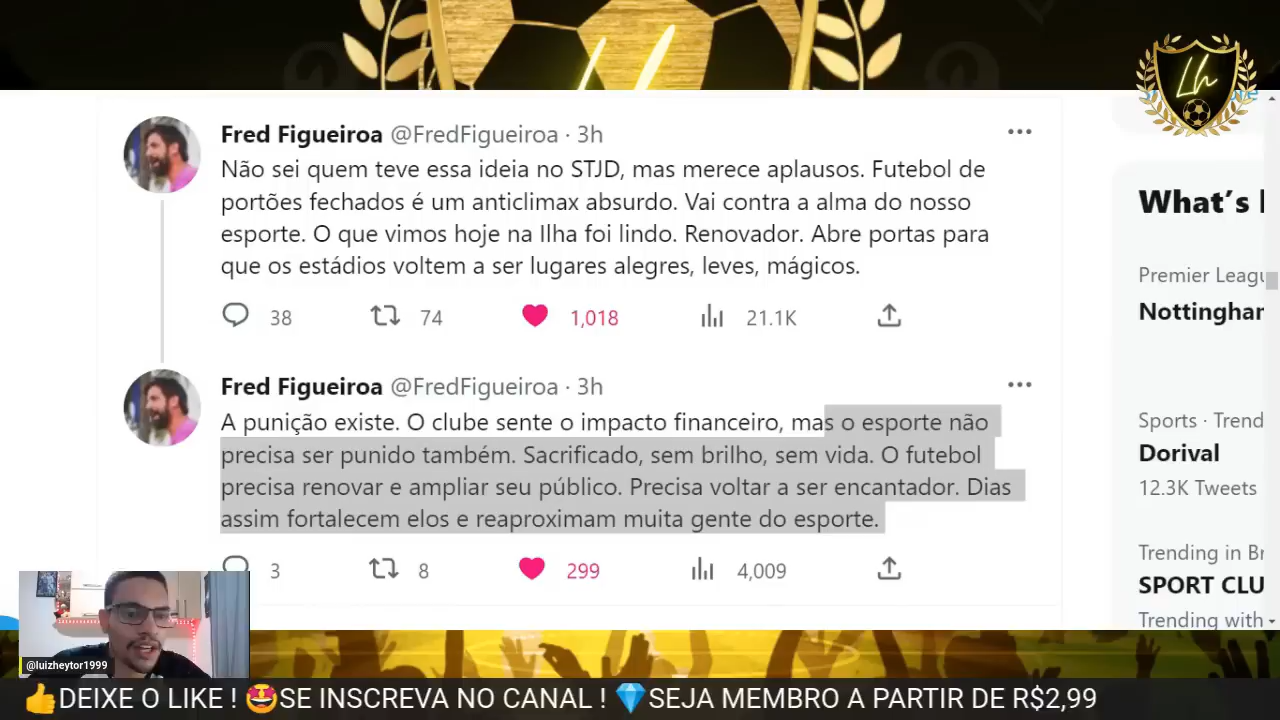 Lh
Fred Figueiroa @FredFigueiroa · 3h
Não sei quem teve essa ideia no STJD, mas merece aplausos. Futebol de
portões fechados é um anticlimax absurdo. Vai contra a alma do nosso
esporte. O que vimos hoje na Ilha foi lindo. Renovador. Abre portas para
que os estádios voltem a ser lugares alegres, leves, mágicos.
38 74 1,018 21.1K
Fred Figueiroa @FredFigueiroa · 3h
A punição existe. O clube sente o impacto financeiro, mas o esporte não
precisa ser punido também. Sacrificado, sem brilho, sem vida. O futebol
precisa renovar e ampliar seu público. Precisa voltar a ser encantador. Dias
assim fortalecem elos e reaproximam muita gente do esporte.
3 8 299 4,009
Lh
What's
Premier Leagu
Nottinghan
Sports · Trend
Dorival
12.3K Tweets
Trending in Br
SPORT CLU
Trending with
@luizheytor1999
👍DEIXE O LIKE ! 🤩SE INSCREVA NO CANAL ! 💎SEJA MEMBRO A PARTIR DE R$2,99